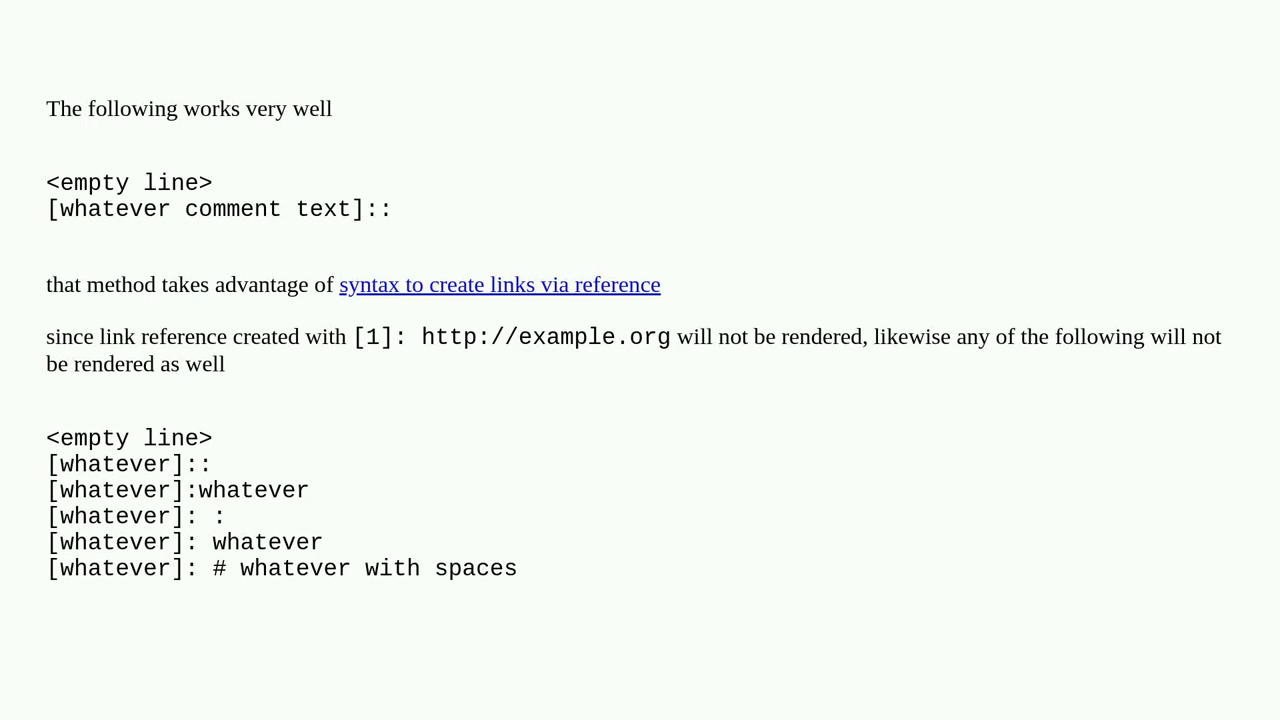 The following works very well
<empty line>
[whatever comment text]::
that method takes advantage of syntax to create links via reference
since link reference created with [1]: http://example.org will not be rendered, likewise any of the following will not
be rendered as well
<empty line>
[whatever]::
[whatever]:whatever
[whatever]: :
[whatever]: whatever
[whatever]: # whatever with spaces